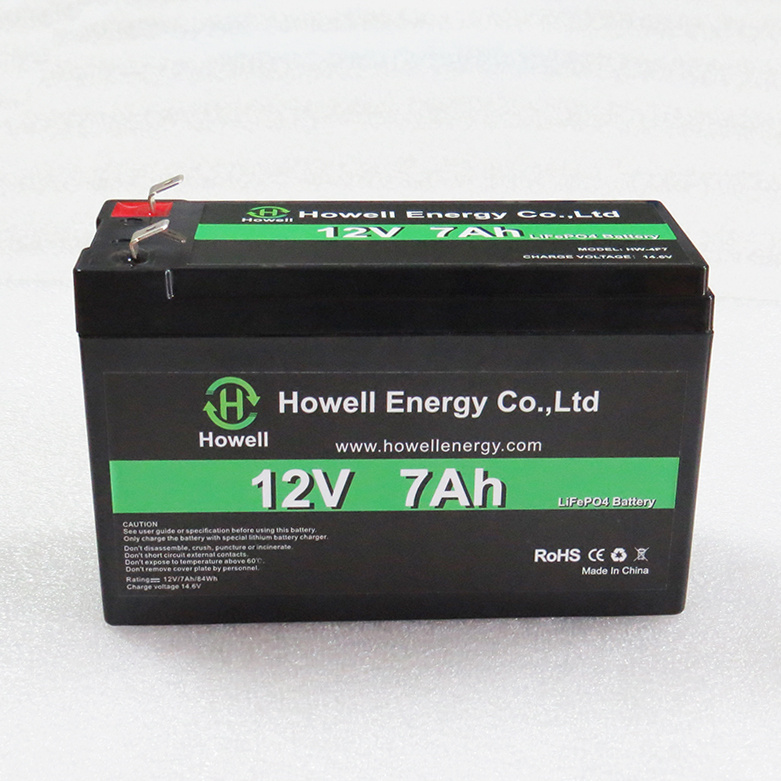 Howell
Howell Energy Co.,Ltd
12V 7Ah LiFePO4 Battery
MODEL: HW-4F7
CHARGE VOLTAGE: 14.6V
Howell
Howell Energy Co.,Ltd
www.howellenergy.com
12V 7Ah LiFePO4 Battery
CAUTION
See user guide or specification before using this battery.
Only charge the battery with special lithium battery charger.
Don't disassemble, crush, puncture or incinerate.
Don't short circuit external contacts.
Don't expose to temperature above 60℃.
Don't remove cover plate by personnel.
Rating 12V/7Ah/84Wh
Charge voltage 14.6V
RoHS CE
Made In China